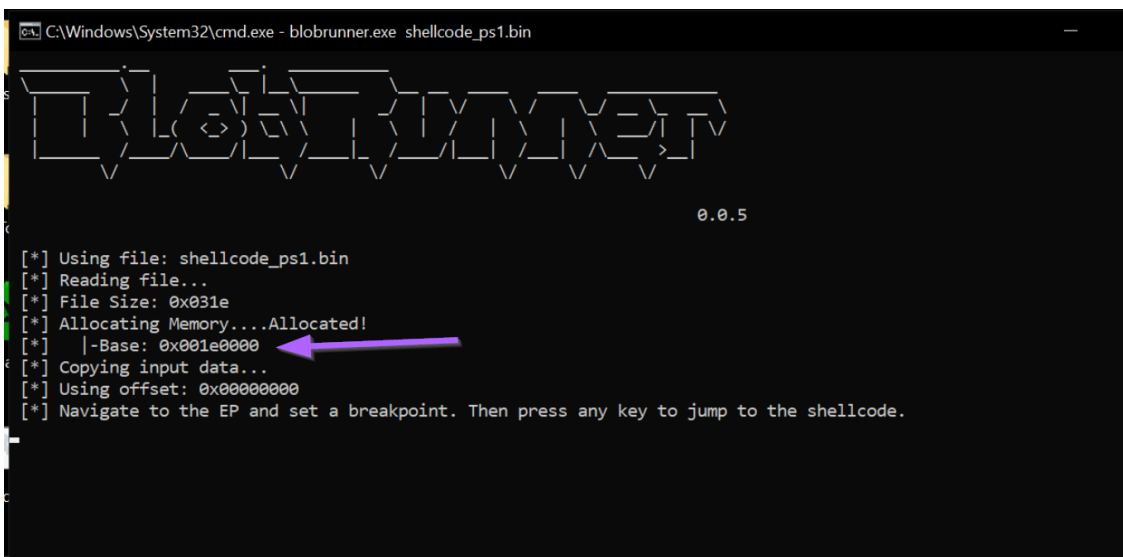 C:\Windows\System32\cmd.exe - blobrunner.exe  shellcode_ps1.bin
BlobRunner
0.0.5
[*] Using file: shellcode_ps1.bin
[*] Reading file...
[*] File Size: 0x031e
[*] Allocating Memory....Allocated!
[*]   |-Base: 0x001e0000
[*] Copying input data...
[*] Using offset: 0x00000000
[*] Navigate to the EP and set a breakpoint. Then press any key to jump to the shellcode.